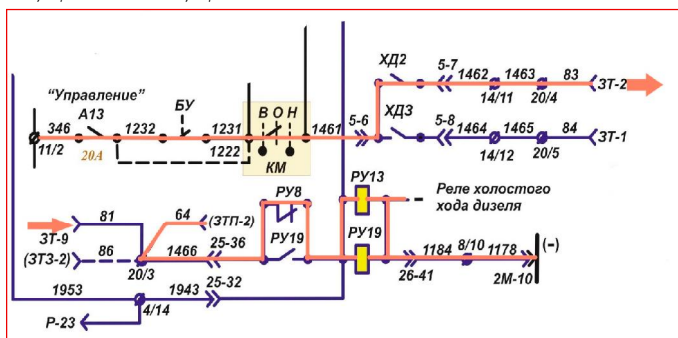 ХД2 5-7 1462 1463 83
ЗТ-2
"Управление"
14/11 20/4
А13 БУ В О Н ХД3 5-8 1464 1465 84
346 1232 1231 1461 5-6 ЗТ-1
11/2 20А 1222 КМ 14/12 20/5
РУ13
РУ8 Реле холостого
хода дизеля
81 64 (ЗТП-2)
ЗТ-9 25-36 РУ19 РУ19 1184 8/10 1178 (-)
(ЗТЗ-2) 86 1466
20/3 25-32 26-41 2М-10
1953 1943
4/14
Р-23